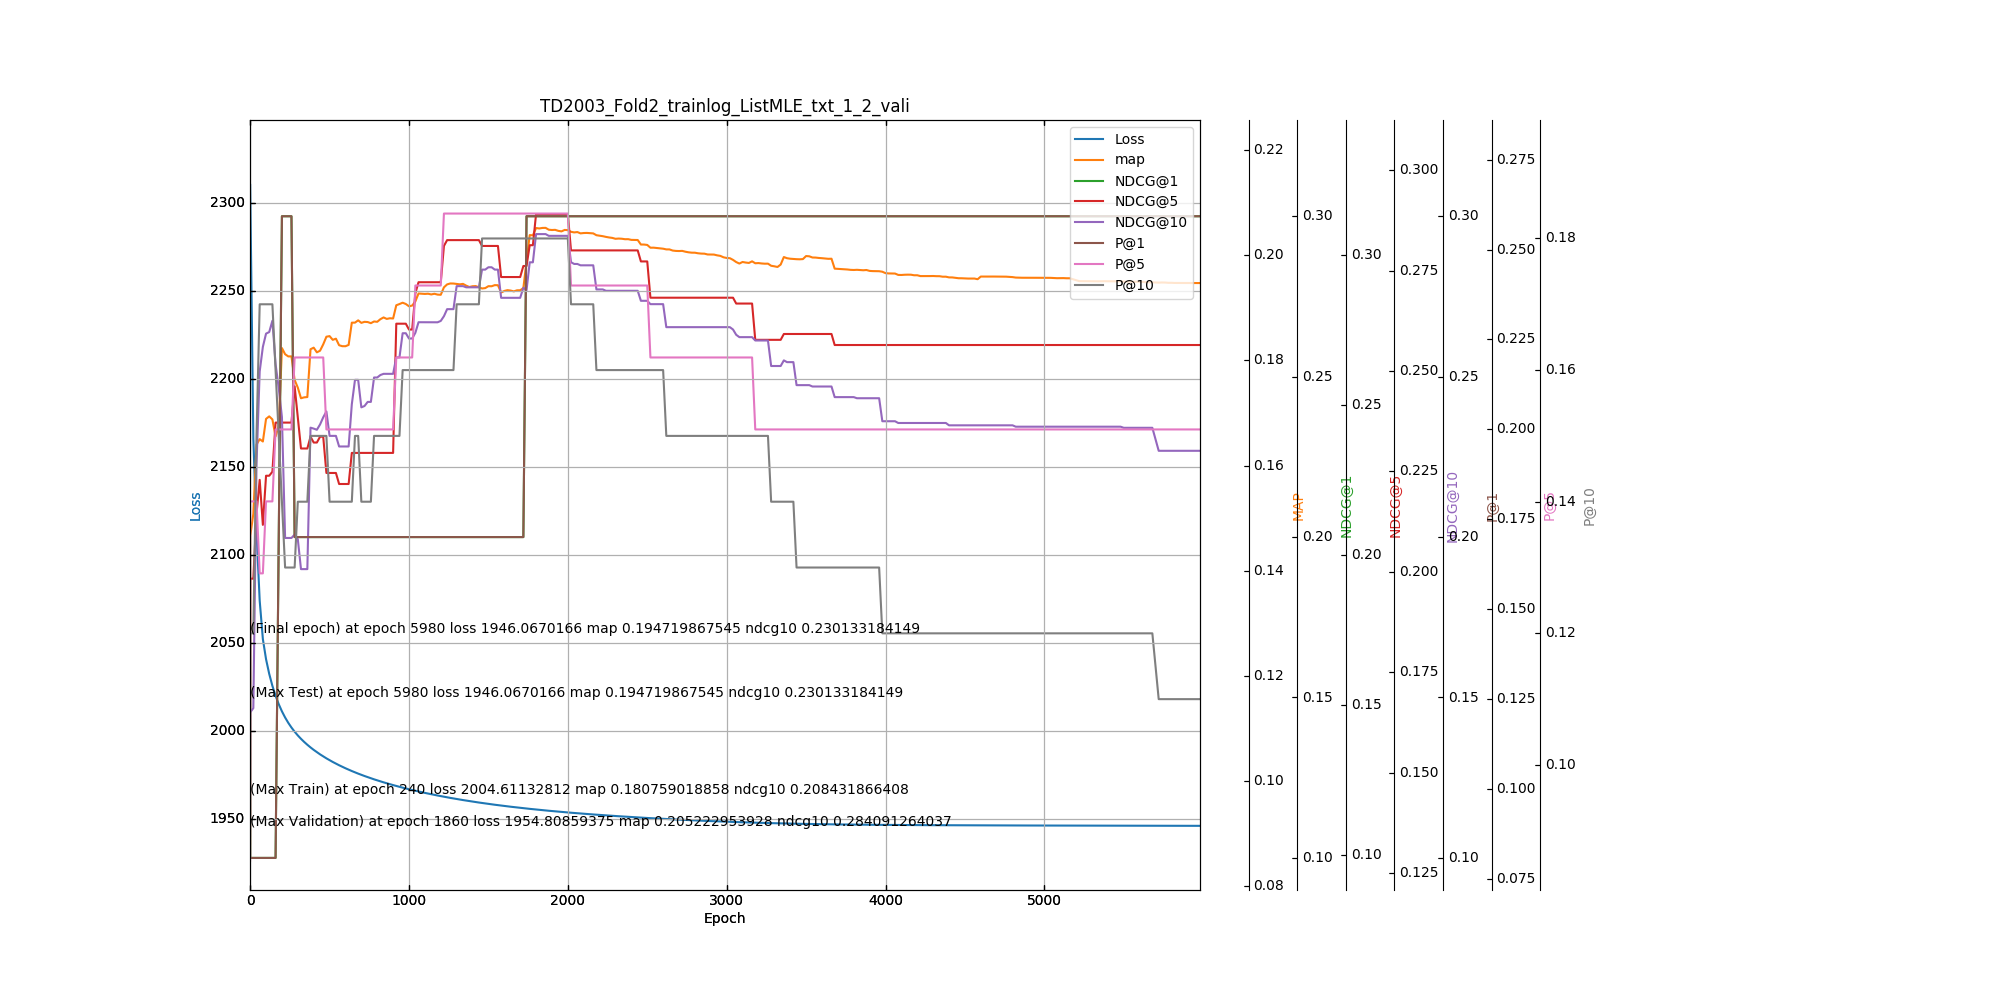 TD2003_Fold2_trainlog_ListMLE_txt_1_2_vali
Loss
map
NDCG@1
NDCG@5
NDCG@10
P@1
P@5
P@10
2300
2250
2200
2150
2100
2050
2000
1950
Loss
(Final epoch) at epoch 5980 loss 1946.0670166 map 0.194719867545 ndcg10 0.230133184149
(Max Test) at epoch 5980 loss 1946.0670166 map 0.194719867545 ndcg10 0.230133184149
(Max Train) at epoch 240 loss 2004.61132812 map 0.180759018858 ndcg10 0.208431866408
(Max Validation) at epoch 1860 loss 1954.80859375 map 0.205222953928 ndcg10 0.284091264037
0 1000 2000 3000 4000 5000
Epoch
0.22
0.20
0.18
0.16
0.14
0.12
0.10
0.08
MAP
0.30
0.25
0.20
0.15
0.10
NDCG@1
0.30
0.25
0.20
0.15
0.10
NDCG@5
0.300
0.275
0.250
0.225
0.200
0.175
0.150
0.125
NDCG@10
0.30
0.25
0.20
0.15
0.10
P@1
0.275
0.250
0.225
0.200
0.175
0.150
0.125
0.100
0.075
P@5
0.18
0.16
0.14
0.12
0.10
P@10